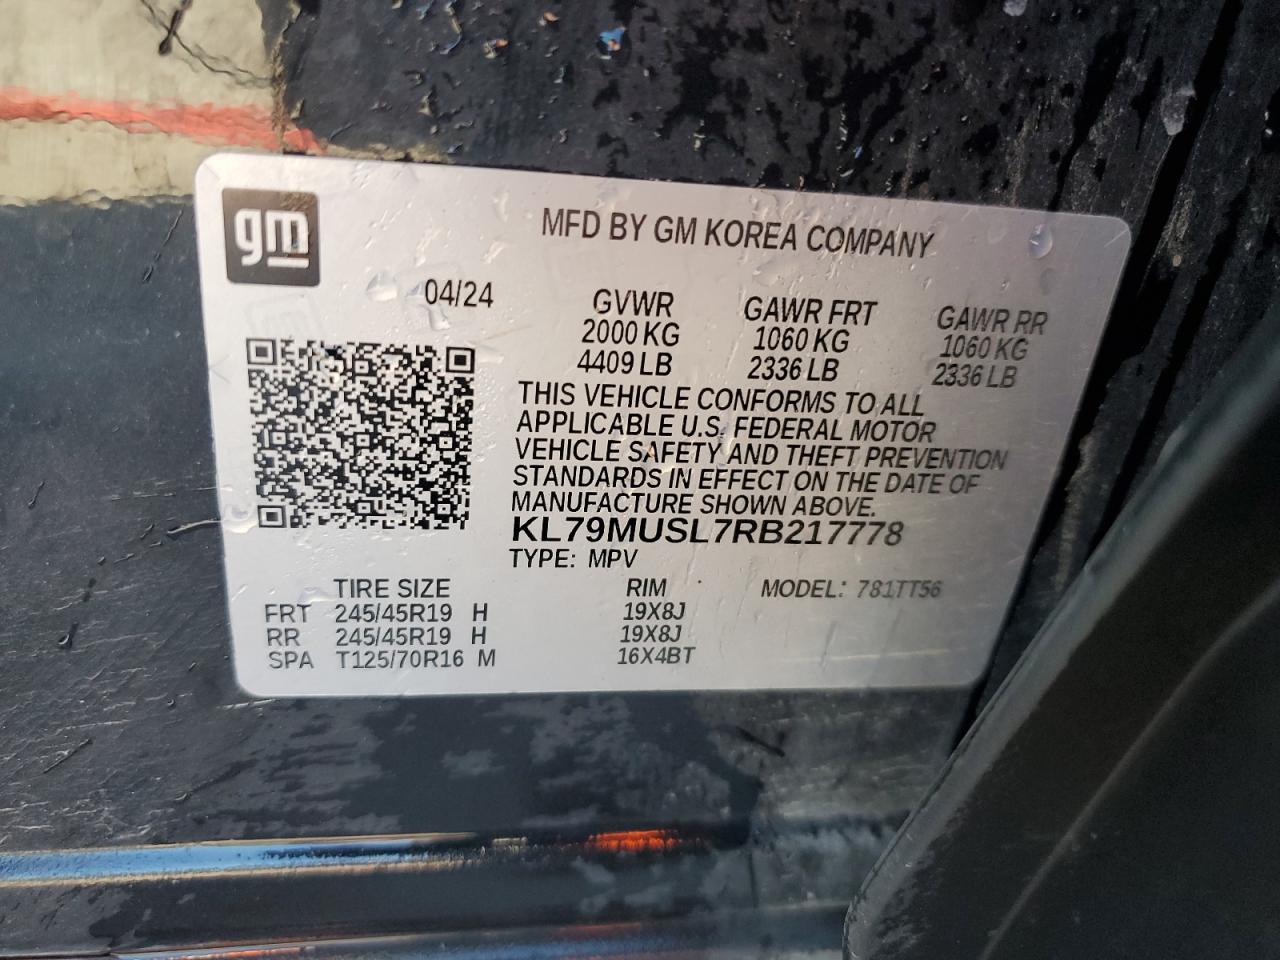 gm
MFD BY GM KOREA COMPANY
04/24 GVWR GAWR FRT GAWR RR
2000 KG 1060 KG 1060 KG
4409 LB 2336 LB 2336 LB
THIS VEHICLE CONFORMS TO ALL
APPLICABLE U.S. FEDERAL MOTOR
VEHICLE SAFETY AND THEFT PREVENTION
STANDARDS IN EFFECT ON THE DATE OF
MANUFACTURE SHOWN ABOVE.
KL79MUSL7RB217778
TYPE: MPV
TIRE SIZE RIM MODEL: 781TT56
FRT 245/45R19 H 19X8J
RR 245/45R19 H 19X8J
SPA T125/70R16 M 16X4BT